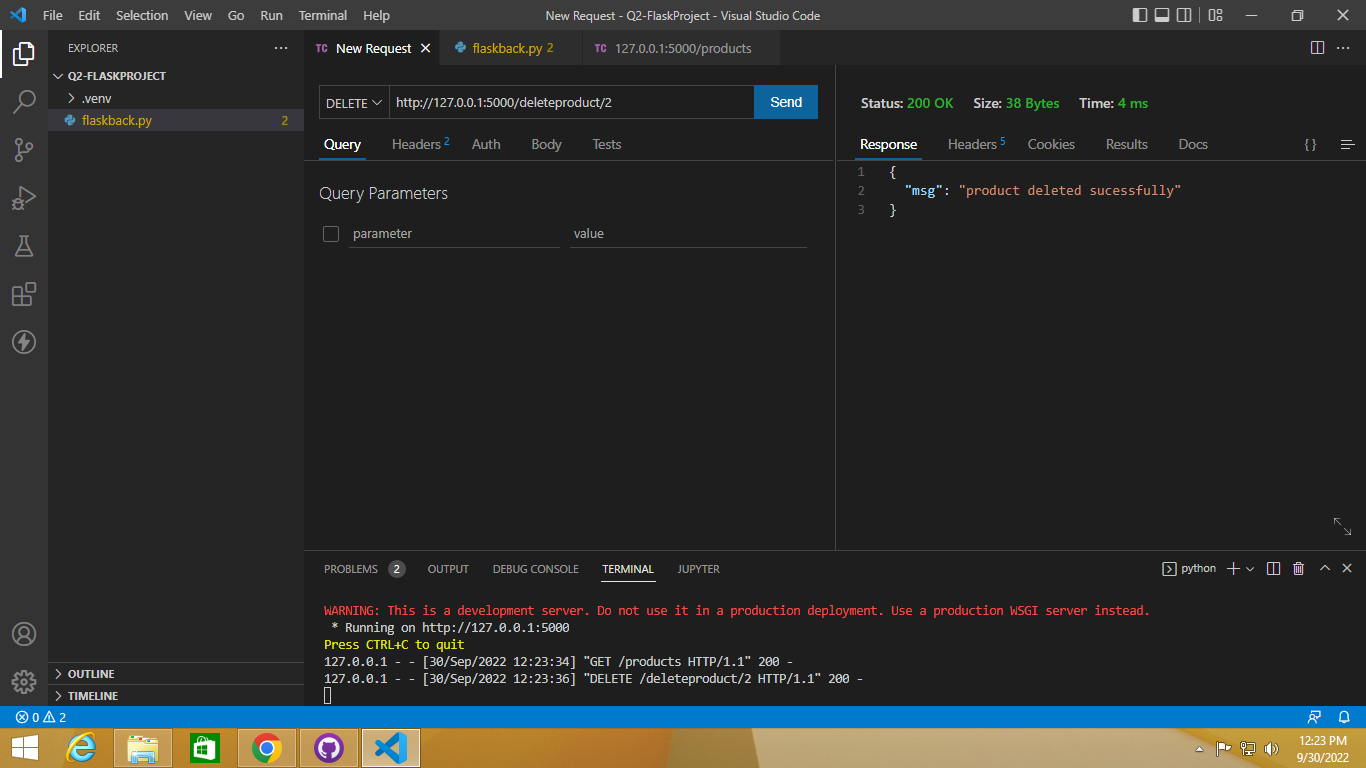 File Edit Selection View Go Run Terminal Help New Request - Q2-FlaskProject - Visual Studio Code
EXPLORER
Q2-FLASKPROJECT
.venv
flaskback.py 2
OUTLINE
TIMELINE
TC New Request flaskback.py 2 TC 127.0.0.1:5000/products
DELETE http://127.0.0.1:5000/deleteproduct/2 Send
Query Headers 2 Auth Body Tests
Query Parameters
parameter value
Status: 200 OK Size: 38 Bytes Time: 4 ms
Response Headers 5 Cookies Results Docs { }
1 {
2 "msg": "product deleted sucessfully"
3 }
PROBLEMS 2 OUTPUT DEBUG CONSOLE TERMINAL JUPYTER python
WARNING: This is a development server. Do not use it in a production deployment. Use a production WSGI server instead.
* Running on http://127.0.0.1:5000
Press CTRL+C to quit
127.0.0.1 - - [30/Sep/2022 12:23:34] "GET /products HTTP/1.1" 200 -
127.0.0.1 - - [30/Sep/2022 12:23:36] "DELETE /deleteproduct/2 HTTP/1.1" 200 -
0 2
12:23 PM
9/30/2022